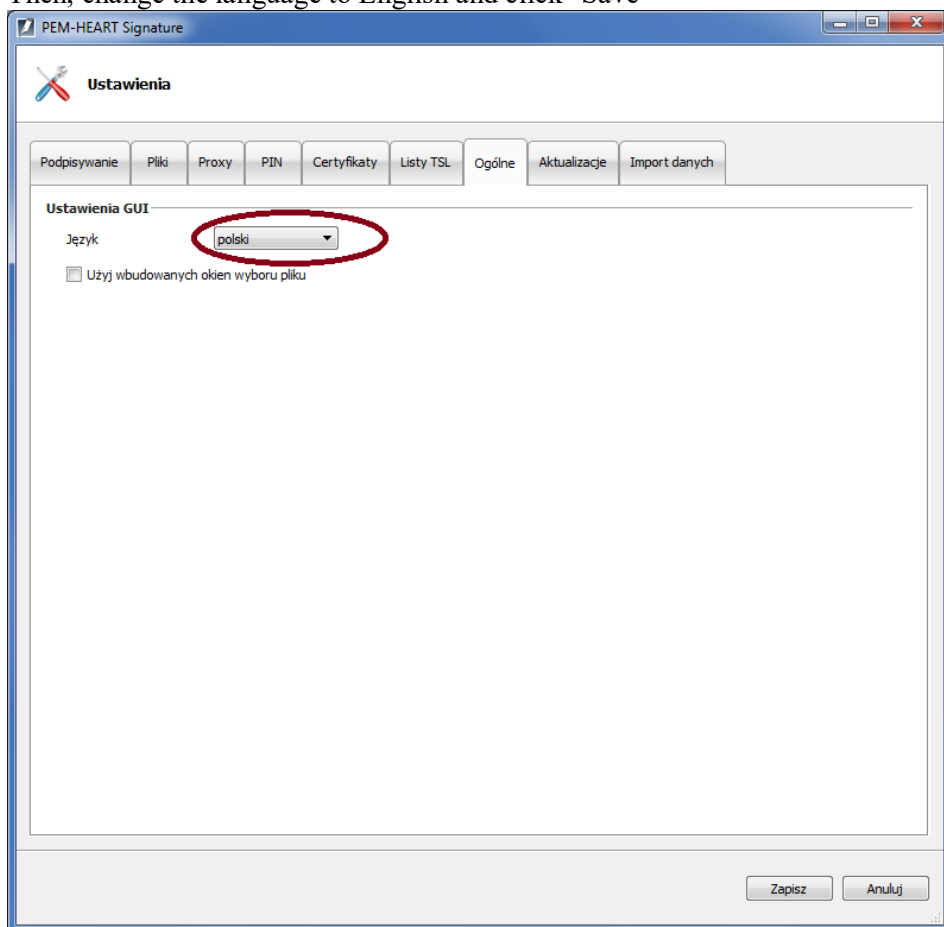 Then, change the language to English and click "Save"
PEM-HEART Signature
Ustawienia
Podpisywanie Pliki Proxy PIN Certyfikaty Listy TSL Ogólne Aktualizacje Import danych
Ustawienia GUI
Język polski
Użyj wbudowanych okien wyboru pliku
Zapisz Anuluj